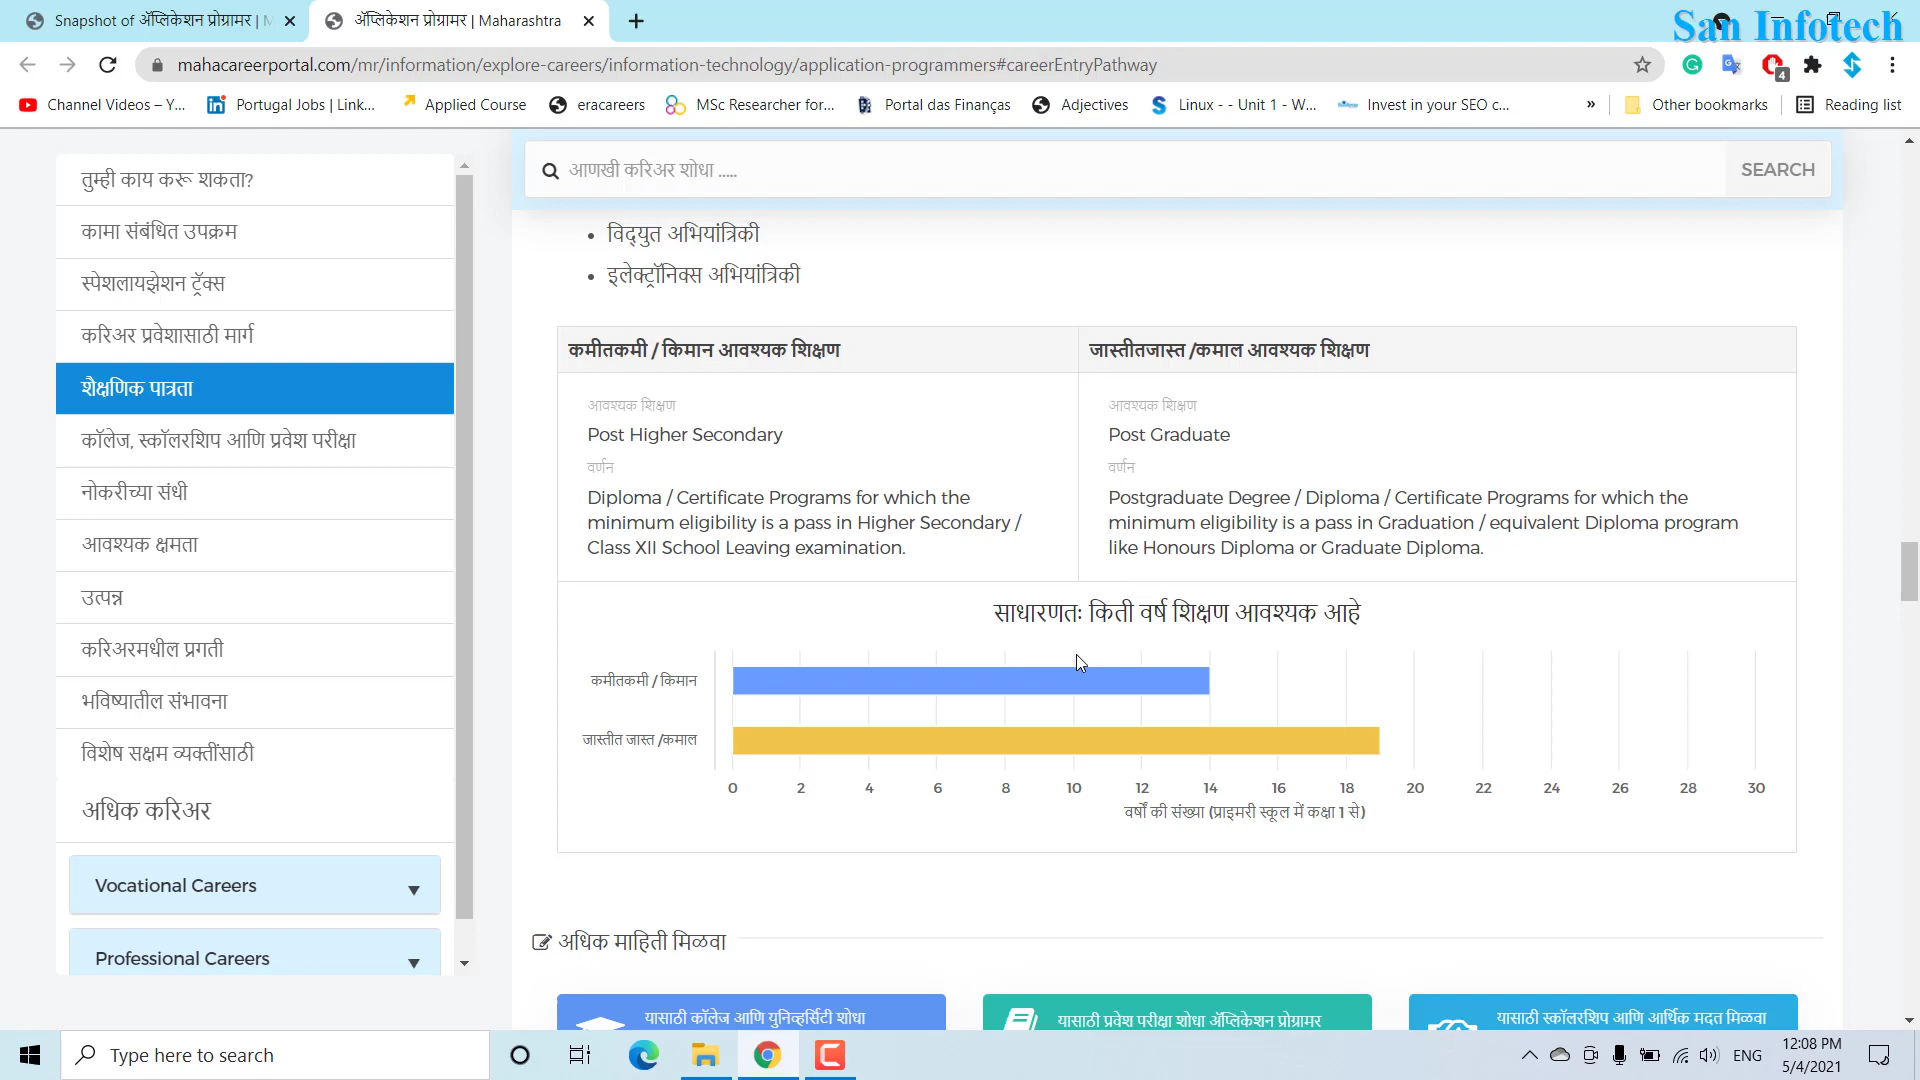 Snapshot of ॲप्लिकेशन प्रोग्रामर | M
ॲप्लिकेशन प्रोग्रामर | Maharashtra
San Infotech
mahacareerportal.com/mr/information/explore-careers/information-technology/application-programmers#careerEntryPathway
4
Channel Videos – Y...
Portugal Jobs | Link...
Applied Course
eracareers
MSc Researcher for...
Portal das Finanças
Adjectives
Linux - - Unit 1 - W...
Invest in your SEO c...
»
Other bookmarks
Reading list
तुम्ही काय करू शकता?
कामा संबंधित उपक्रम
स्पेशलायझेशन ट्रॅक्स
करिअर प्रवेशासाठी मार्ग
शैक्षणिक पात्रता
कॉलेज, स्कॉलरशिप आणि प्रवेश परीक्षा
नोकरीच्या संधी
आवश्यक क्षमता
उत्पन्न
करिअरमधील प्रगती
भविष्यातील संभावना
विशेष सक्षम व्यक्तींसाठी
अधिक करिअर
Vocational Careers
Professional Careers
आणखी करिअर शोधा .....
SEARCH
विद्युत अभियांत्रिकी
इलेक्ट्रॉनिक्स अभियांत्रिकी
कमीतकमी / किमान आवश्यक शिक्षण
जास्तीतजास्त /कमाल आवश्यक शिक्षण
आवश्यक शिक्षण
Post Higher Secondary
वर्णन
Diploma / Certificate Programs for which the
minimum eligibility is a pass in Higher Secondary /
Class XII School Leaving examination.
आवश्यक शिक्षण
Post Graduate
वर्णन
Postgraduate Degree / Diploma / Certificate Programs for which the
minimum eligibility is a pass in Graduation / equivalent Diploma program
like Honours Diploma or Graduate Diploma.
साधारणतः किती वर्ष शिक्षण आवश्यक आहे
कमीतकमी / किमान
जास्तीत जास्त /कमाल
0 2 4 6 8 10 12 14 16 18 20 22 24 26 28 30
वर्षों की संख्या (प्राइमरी स्कूल में कक्षा 1 से)
अधिक माहिती मिळवा
यासाठी कॉलेज आणि युनिव्हर्सिटी शोधा
यासाठी प्रवेश परीक्षा शोधा ॲप्लिकेशन प्रोग्रामर
यासाठी स्कॉलरशिप आणि आर्थिक मदत मिळवा
Type here to search
ENG
12:08 PM
5/4/2021